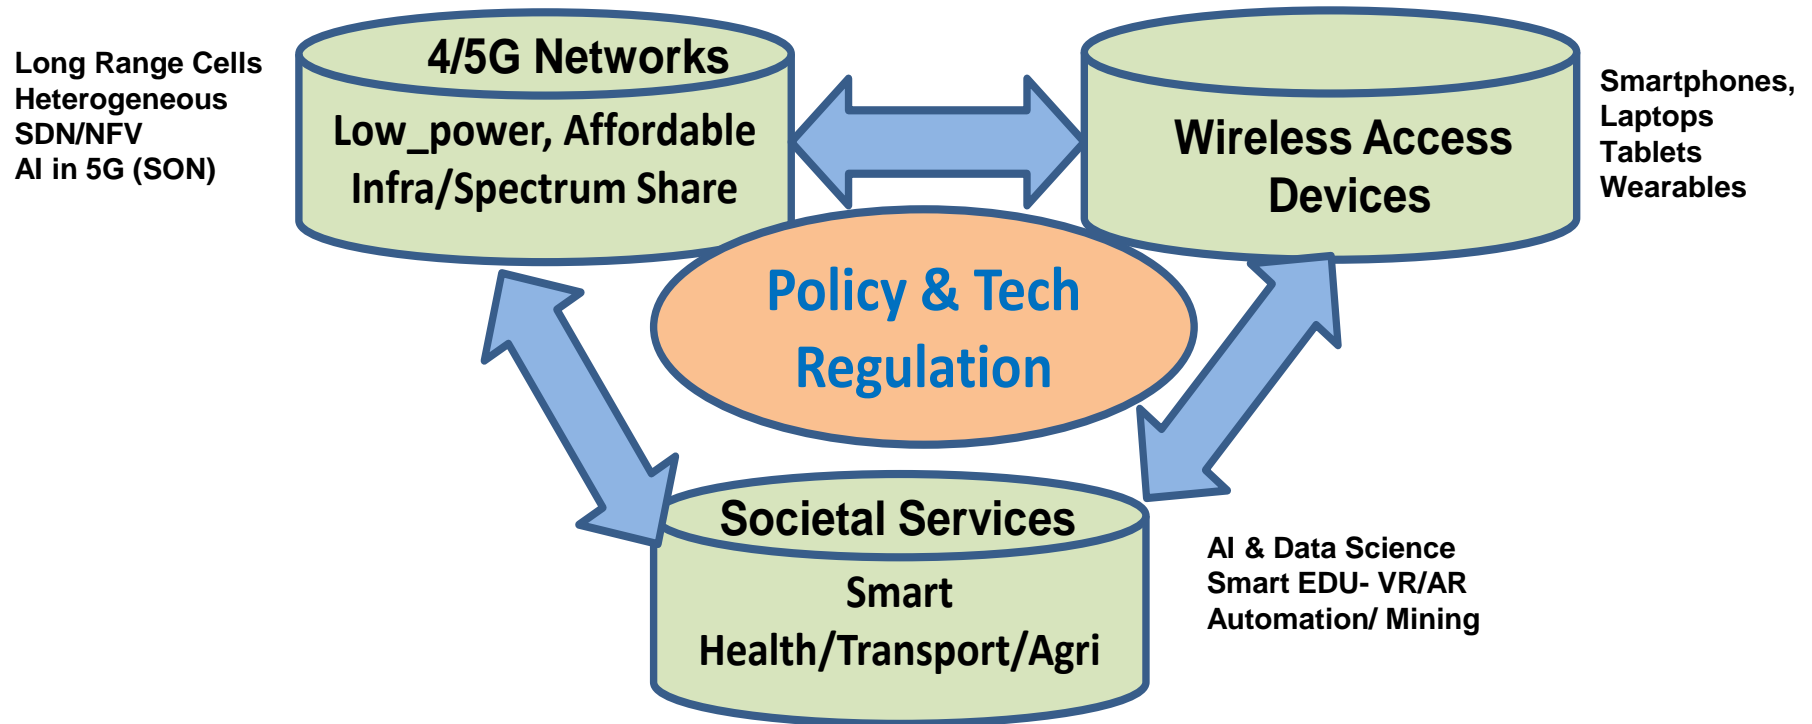 Long Range Cells
Heterogeneous
SDN/NFV
AI in 5G (SON)
4/5G Networks
Low_power, Affordable
Infra/Spectrum Share
Wireless Access
Devices
Smartphones,
Laptops
Tablets
Wearables
Policy & Tech
Regulation
Societal Services
Smart
Health/Transport/Agri
AI & Data Science
Smart EDU- VR/AR
Automation/ Mining